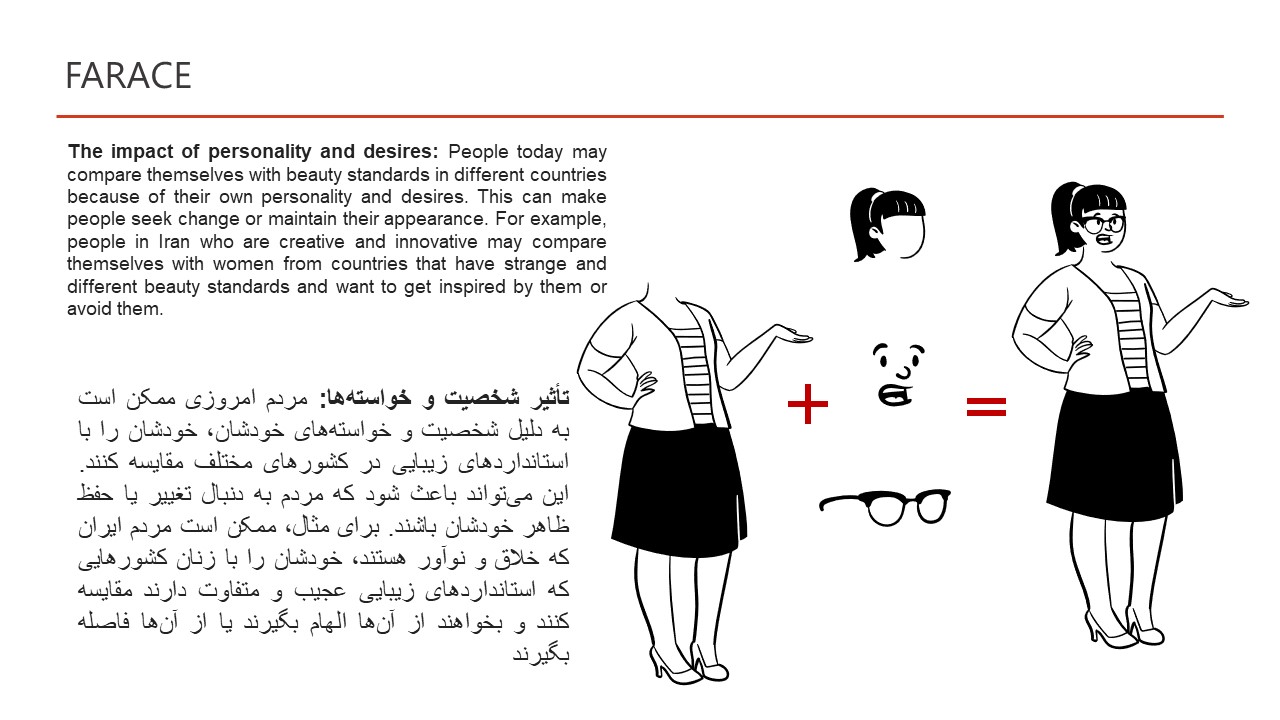 FARACE
The impact of personality and desires: People today may
compare themselves with beauty standards in different countries
because of their own personality and desires. This can make
people seek change or maintain their appearance. For example,
people in Iran who are creative and innovative may compare
themselves with women from countries that have strange and
different beauty standards and want to get inspired by them or
avoid them.
تأثیر شخصیت و خواسته‌ها: مردم امروزی ممکن است
به دلیل شخصیت و خواسته‌های خودشان، خودشان را با
استانداردهای زیبایی در کشورهای مختلف مقایسه کنند.
این می‌تواند باعث شود که مردم به دنبال تغییر یا حفظ
ظاهر خودشان باشند. برای مثال، ممکن است مردم ایران
که خلاق و نوآور هستند، خودشان را با زنان کشورهایی
که استانداردهای زیبایی عجیب و متفاوت دارند مقایسه
کنند و بخواهند از آن‌ها الهام بگیرند یا از آن‌ها فاصله
بگیرند
+
=